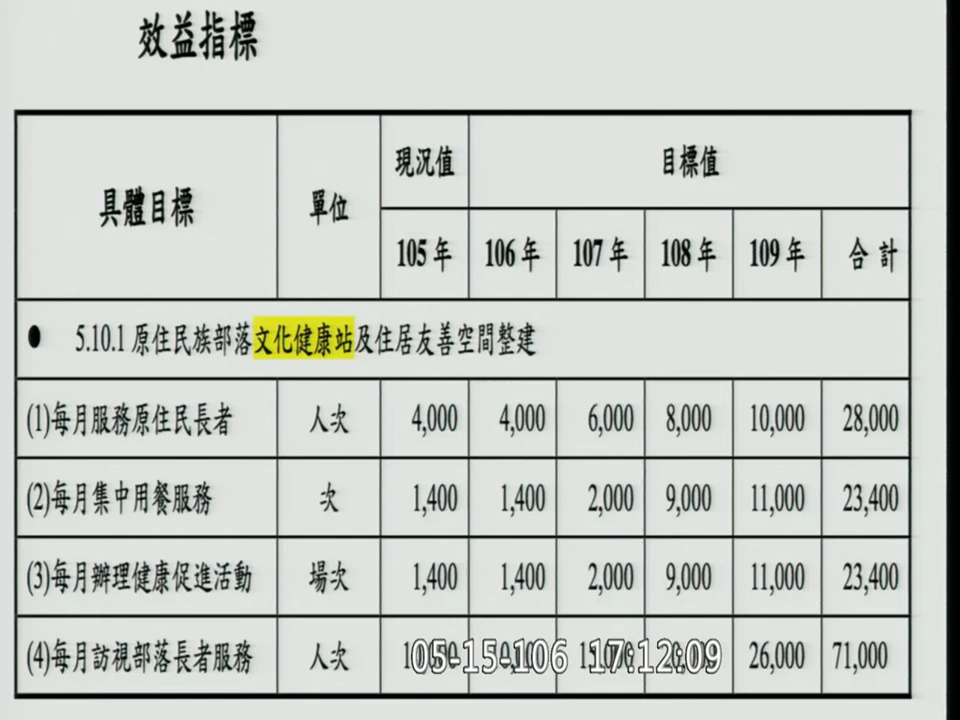 效益指標
具體目標 單位 現況值 目標值
105年 106年 107年 108年 109年 合計
● 5.10.1 原住民族部落文化健康站及住居友善空間整建
(1)每月服務原住民長者 人次 4,000 4,000 6,000 8,000 10,000 28,000
(2)每月集中用餐服務 次 1,400 1,400 2,000 9,000 11,000 23,400
(3)每月辦理健康促進活動 場次 1,400 1,400 2,000 9,000 11,000 23,400
(4)每月訪視部落長者服務 人次 26,000 71,000
05-15-106 17:12:09